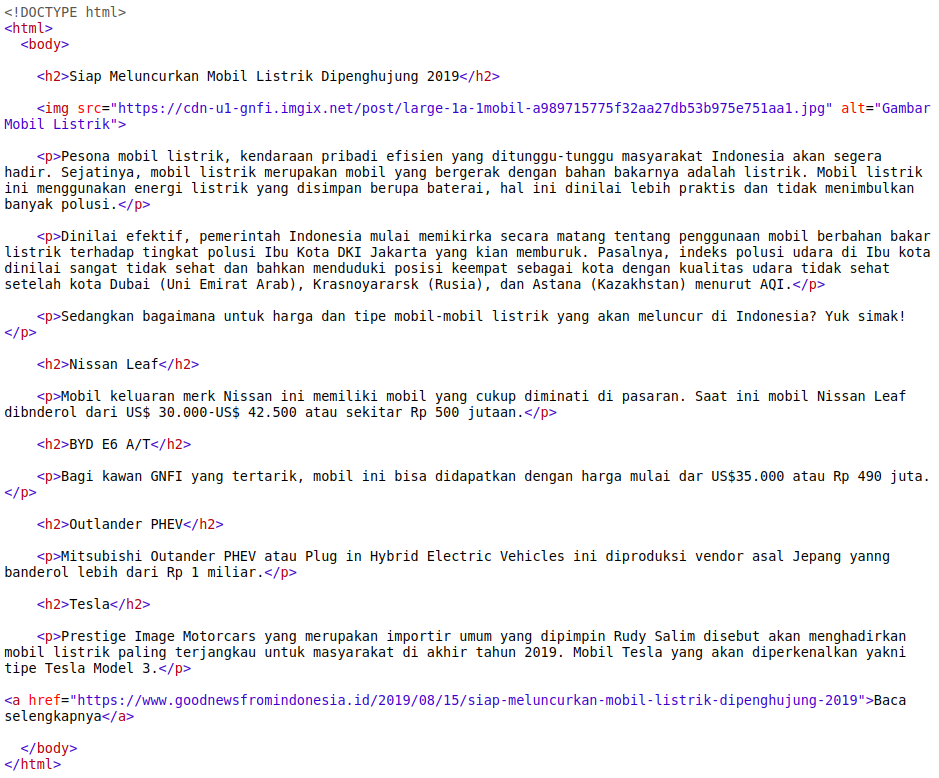 <!DOCTYPE html>
<html>
<body>
<h2>Siap Meluncurkan Mobil Listrik Dipenghujung 2019</h2>
<img src="https://cdn-u1-gnfi.imgix.net/post/large-1a-1mobil-a989715775f32aa27db53b975e751aa1.jpg" alt="Gambar
Mobil Listrik">
<p>Pesona mobil listrik, kendaraan pribadi efisien yang ditunggu-tunggu masyarakat Indonesia akan segera
hadir. Sejatinya, mobil listrik merupakan mobil yang bergerak dengan bahan bakarnya adalah listrik. Mobil listrik
ini menggunakan energi listrik yang disimpan berupa baterai, hal ini dinilai lebih praktis dan tidak menimbulkan
banyak polusi.</p>
<p>Dinilai efektif, pemerintah Indonesia mulai memikirka secara matang tentang penggunaan mobil berbahan bakar
listrik terhadap tingkat polusi Ibu Kota DKI Jakarta yang kian memburuk. Pasalnya, indeks polusi udara di Ibu kota
dinilai sangat tidak sehat dan bahkan menduduki posisi keempat sebagai kota dengan kualitas udara tidak sehat
setelah kota Dubai (Uni Emirat Arab), Krasnoyararsk (Rusia), dan Astana (Kazakhstan) menurut AQI.</p>
<p>Sedangkan bagaimana untuk harga dan tipe mobil-mobil listrik yang akan meluncur di Indonesia? Yuk simak!
</p>
<h2>Nissan Leaf</h2>
<p>Mobil keluaran merk Nissan ini memiliki mobil yang cukup diminati di pasaran. Saat ini mobil Nissan Leaf
dibnderol dari US$ 30.000-US$ 42.500 atau sekitar Rp 500 jutaan.</p>
<h2>BYD E6 A/T</h2>
<p>Bagi kawan GNFI yang tertarik, mobil ini bisa didapatkan dengan harga mulai dar US$35.000 atau Rp 490 juta.
</p>
<h2>Outlander PHEV</h2>
<p>Mitsubishi Outander PHEV atau Plug in Hybrid Electric Vehicles ini diproduksi vendor asal Jepang yanng
banderol lebih dari Rp 1 miliar.</p>
<h2>Tesla</h2>
<p>Prestige Image Motorcars yang merupakan importir umum yang dipimpin Rudy Salim disebut akan menghadirkan
mobil listrik paling terjangkau untuk masyarakat di akhir tahun 2019. Mobil Tesla yang akan diperkenalkan yakni
tipe Tesla Model 3.</p>
<a href="https://www.goodnewsfromindonesia.id/2019/08/15/siap-meluncurkan-mobil-listrik-dipenghujung-2019">Baca
selengkapnya</a>
</body>
</html>